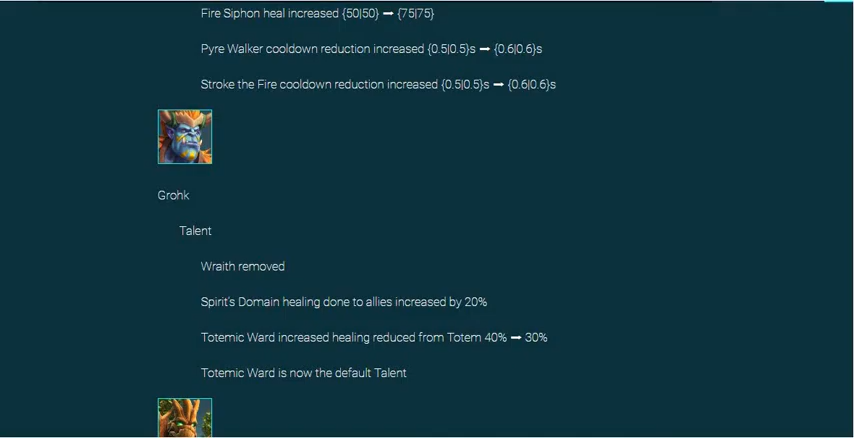 Fire Siphon heal increased {50|50} ➞ {75|75}
Pyre Walker cooldown reduction increased {0.5|0.5}s ➞ {0.6|0.6}s
Stroke the Fire cooldown reduction increased {0.5|0.5}s ➞ {0.6|0.6}s
Grohk
Talent
Wraith removed
Spirit's Domain healing done to allies increased by 20%
Totemic Ward increased healing reduced from Totem 40% ➞ 30%
Totemic Ward is now the default Talent